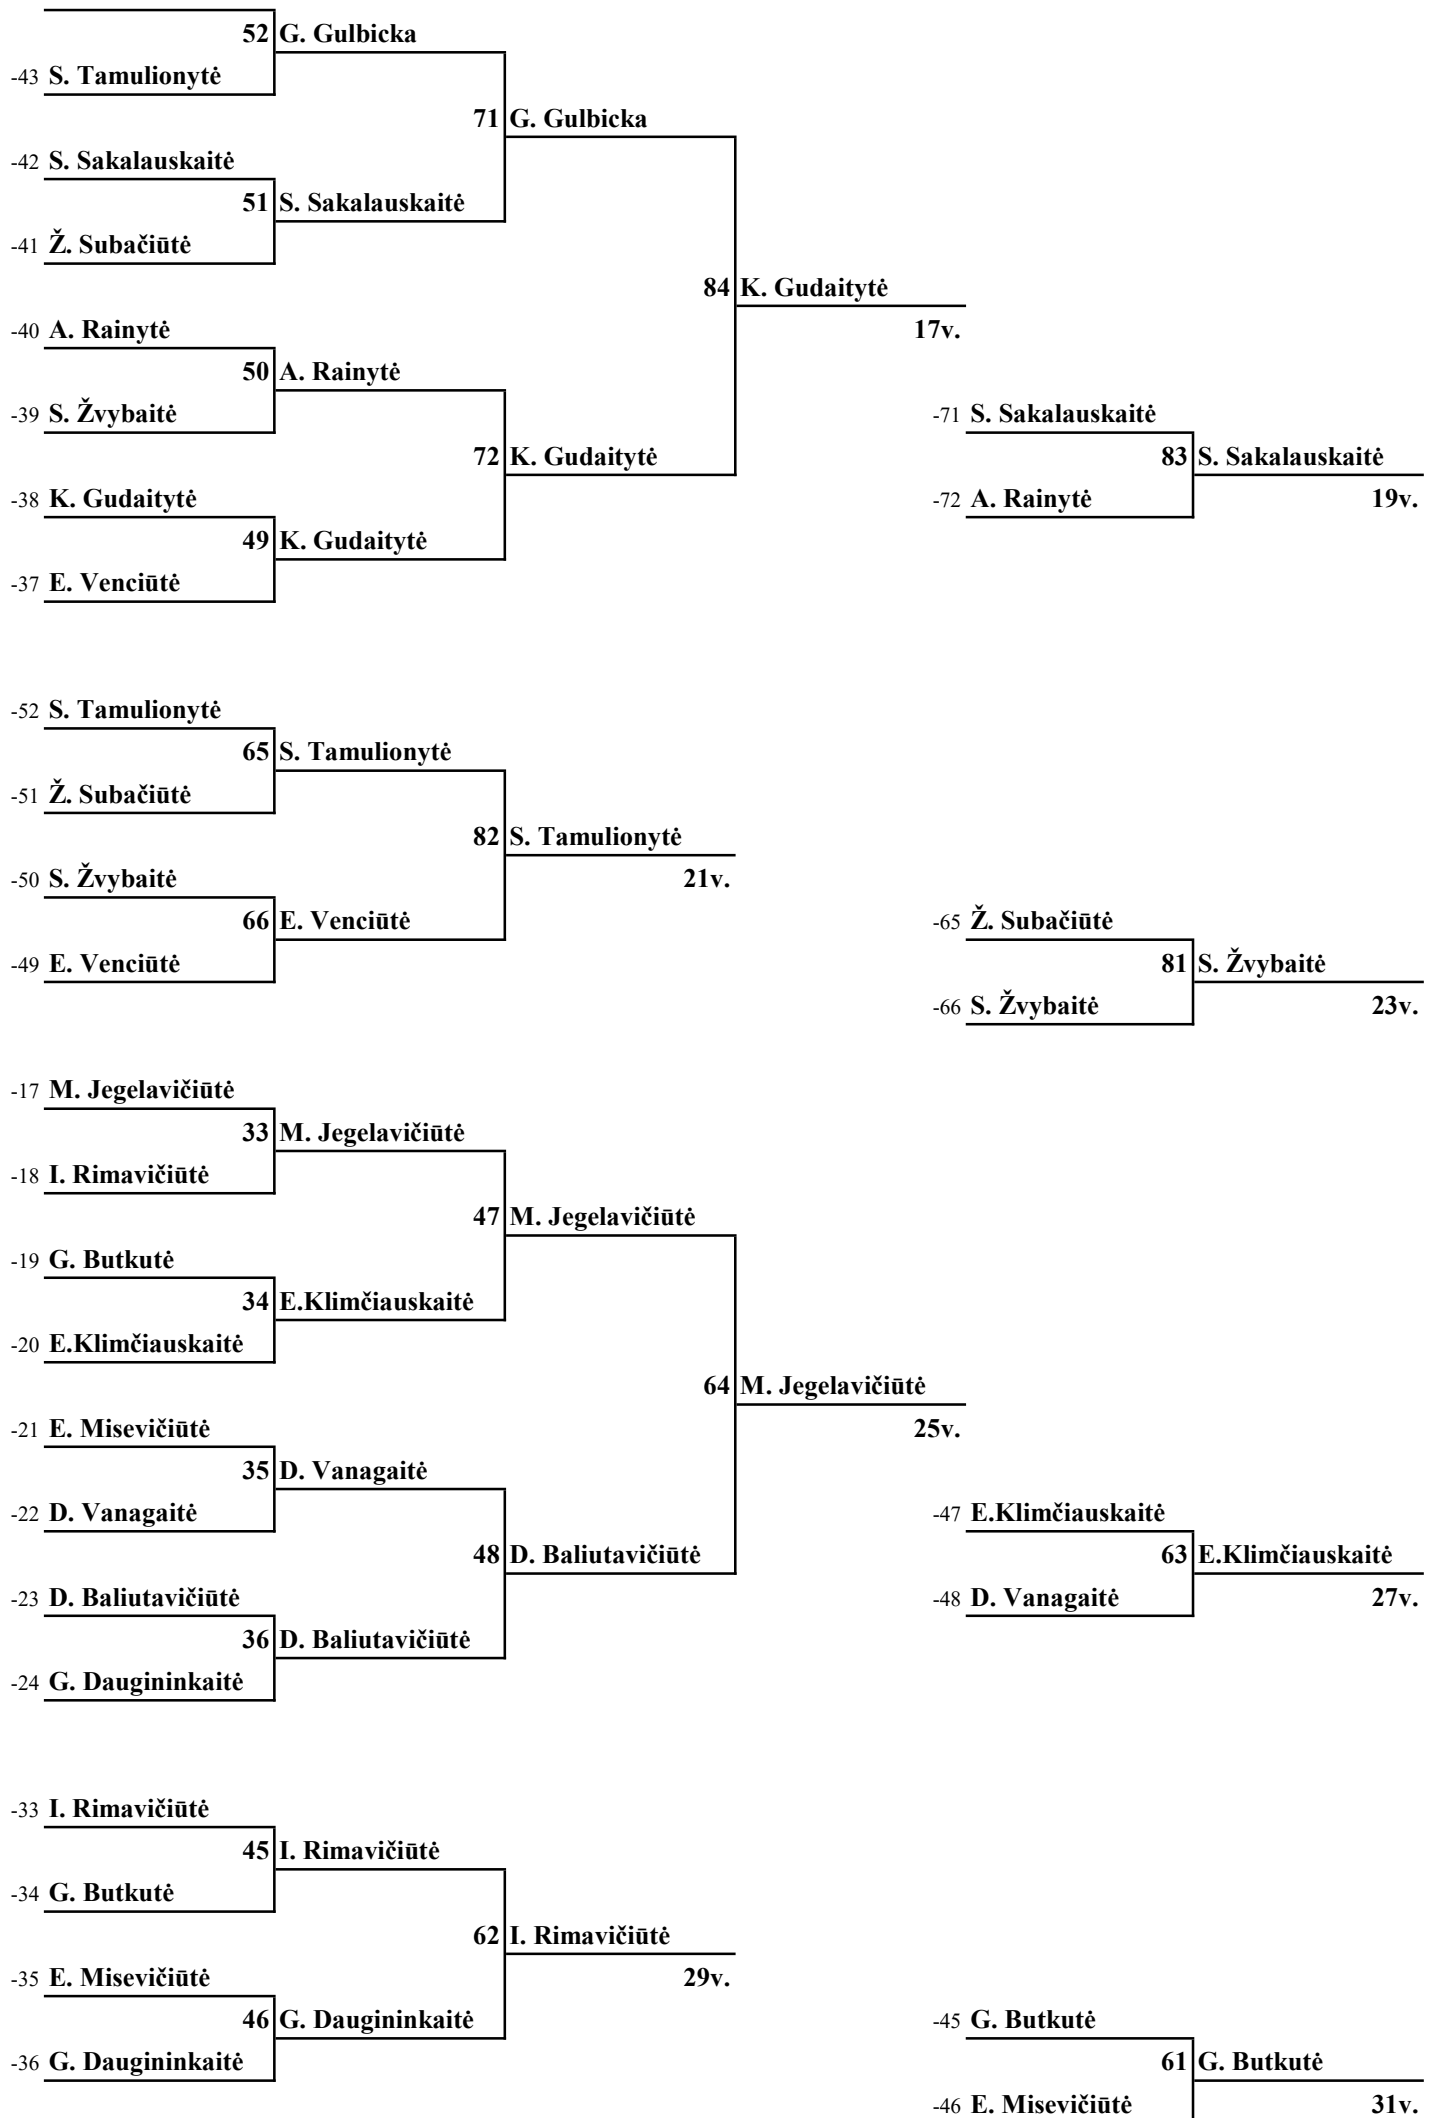 52 G. Gulbicka
-43 S. Tamulionytė
71 G. Gulbicka
-42 S. Sakalauskaitė
51 S. Sakalauskaitė
-41 Ž. Subačiūtė
84 K. Gudaitytė
-40 A. Rainytė 17v.
50 A. Rainytė
-39 S. Žvybaitė -71 S. Sakalauskaitė
72 K. Gudaitytė 83 S. Sakalauskaitė
-38 K. Gudaitytė -72 A. Rainytė 19v.
49 K. Gudaitytė
-37 E. Venciūtė
-52 S. Tamulionytė
65 S. Tamulionytė
-51 Ž. Subačiūtė
82 S. Tamulionytė
-50 S. Žvybaitė 21v.
66 E. Venciūtė -65 Ž. Subačiūtė
-49 E. Venciūtė 81 S. Žvybaitė
-66 S. Žvybaitė 23v.
-17 M. Jegelavičiūtė
33 M. Jegelavičiūtė
-18 I. Rimavičiūtė
47 M. Jegelavičiūtė
-19 G. Butkutė
34 E.Klimčiauskaitė
-20 E.Klimčiauskaitė
64 M. Jegelavičiūtė
-21 E. Misevičiūtė 25v.
35 D. Vanagaitė
-22 D. Vanagaitė -47 E.Klimčiauskaitė
48 D. Baliutavičiūtė 63 E.Klimčiauskaitė
-23 D. Baliutavičiūtė -48 D. Vanagaitė 27v.
36 D. Baliutavičiūtė
-24 G. Daugininkaitė
-33 I. Rimavičiūtė
45 I. Rimavičiūtė
-34 G. Butkutė
62 I. Rimavičiūtė
-35 E. Misevičiūtė 29v.
46 G. Daugininkaitė -45 G. Butkutė
-36 G. Daugininkaitė 61 G. Butkutė
-46 E. Misevičiūtė 31v.